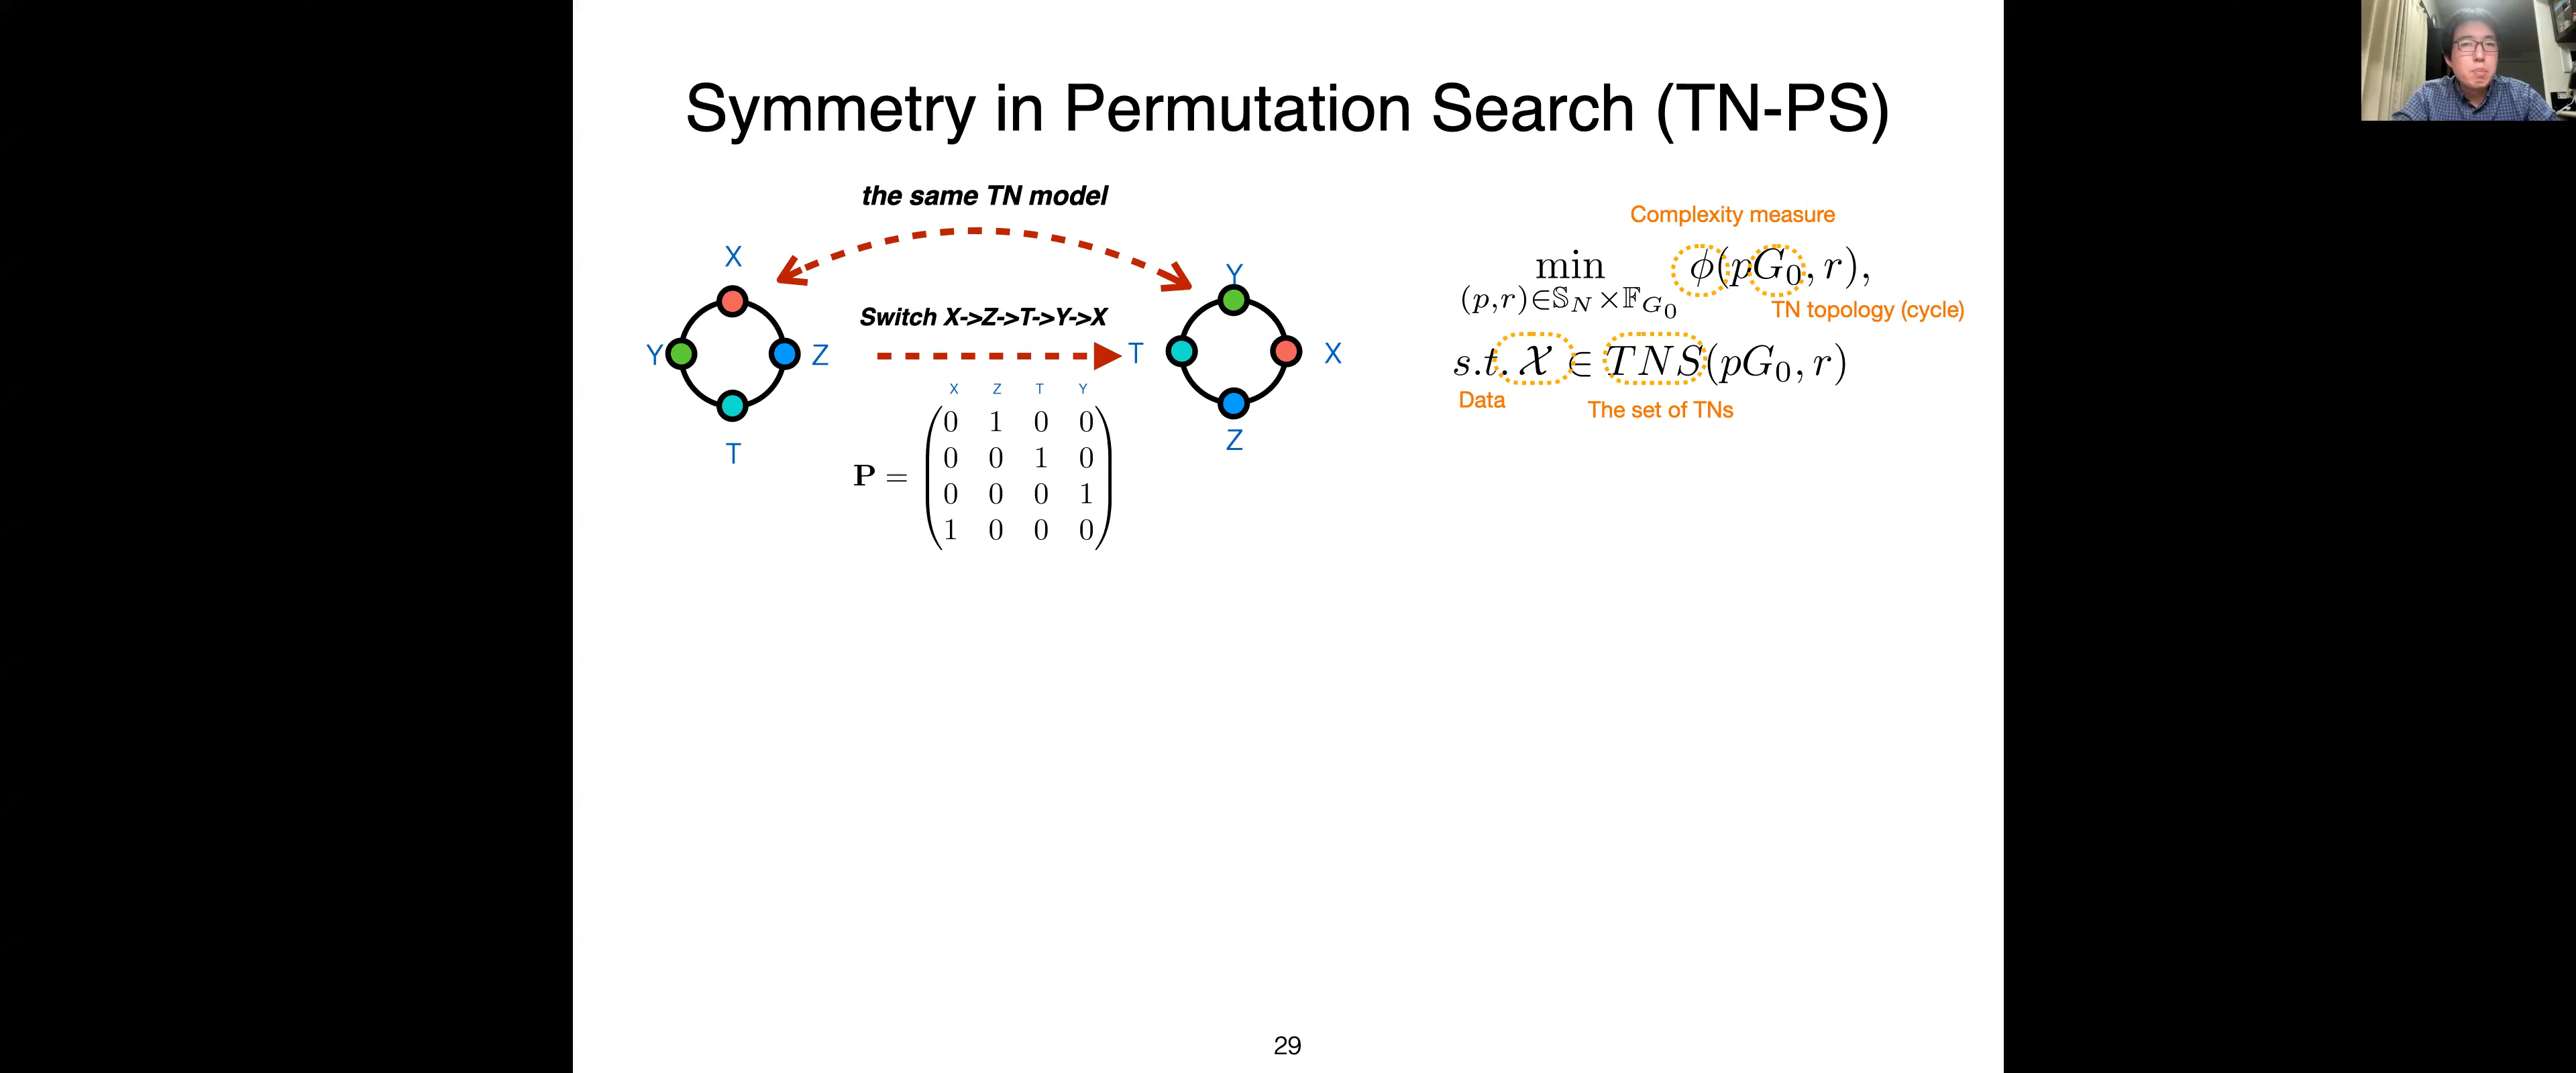 Symmetry in Permutation Search (TN-PS)
the same TN model
X
Y
Z
T
Switch X->Z->T->Y->X
Y
T
X
Z
X Z T Y
P = ( 0 1 0 0
0 0 1 0
0 0 0 1
1 0 0 0 )
Complexity measure
min ϕ(pG₀, r),
(p,r)∈𝕊_N×𝔽_{G₀}
TN topology (cycle)
s.t. 𝒳 ∈ TNS(pG₀, r)
Data
The set of TNs
29